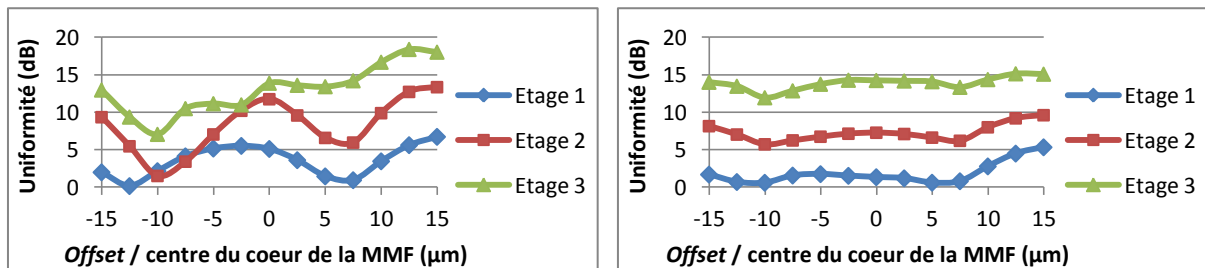 Uniformité (dB)
20
15
10
5
0
-15 -10 -5 0 5 10 15
Offset / centre du coeur de la MMF (µm)
Etage 1
Etage 2
Etage 3
Uniformité (dB)
20
15
10
5
0
-15 -10 -5 0 5 10 15
Offset / centre du coeur de la MMF (µm)
Etage 1
Etage 2
Etage 3